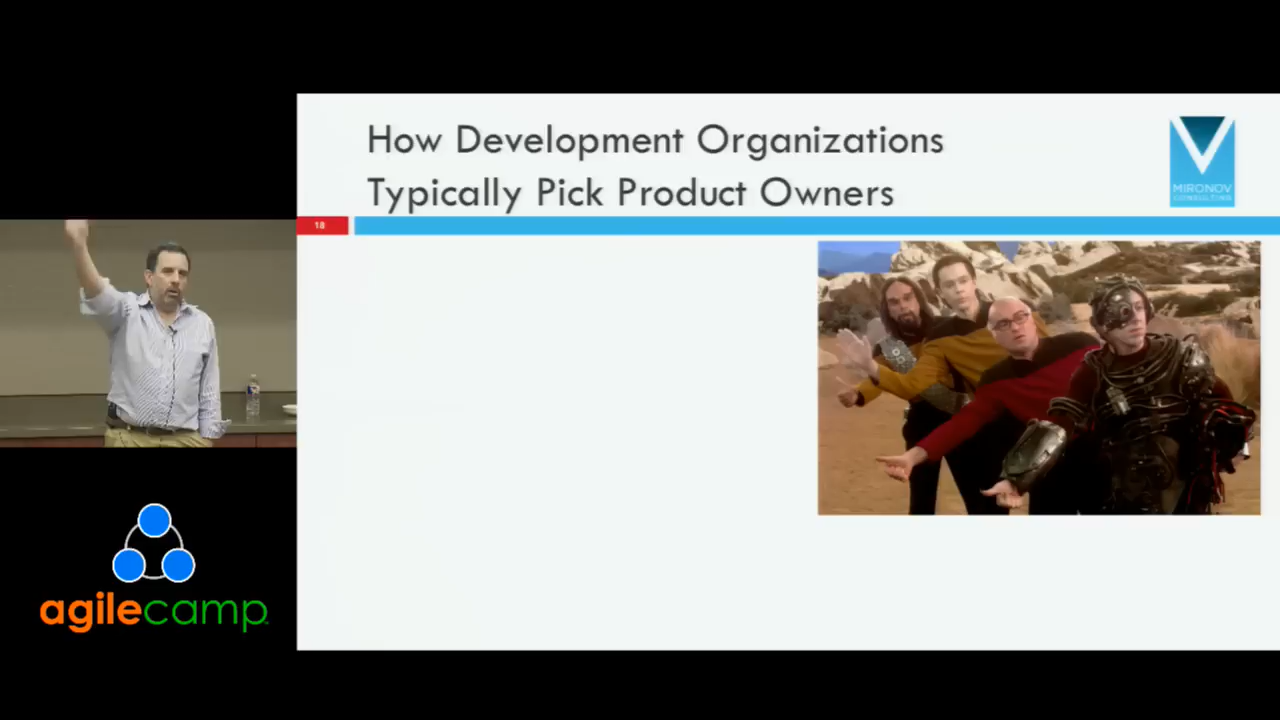 How Development Organizations
Typically Pick Product Owners
MIRONOV
CONSULTING
18
agilecamp